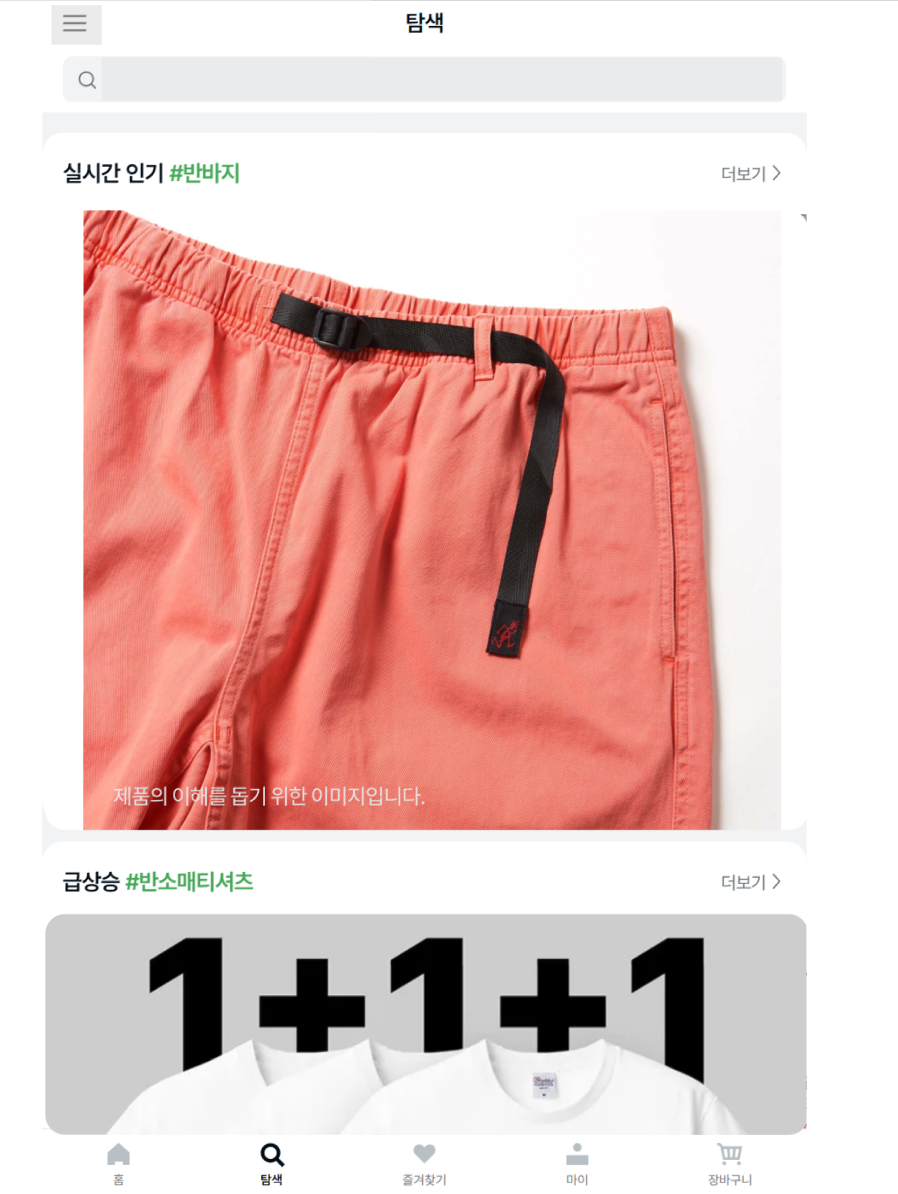 탐색
실시간 인기 #반바지
더보기
제품의 이해를 돕기 위한 이미지입니다.
급상승 #반소매티셔츠
더보기
1+1+1
홈
탐색
즐겨찾기
마이
장바구니